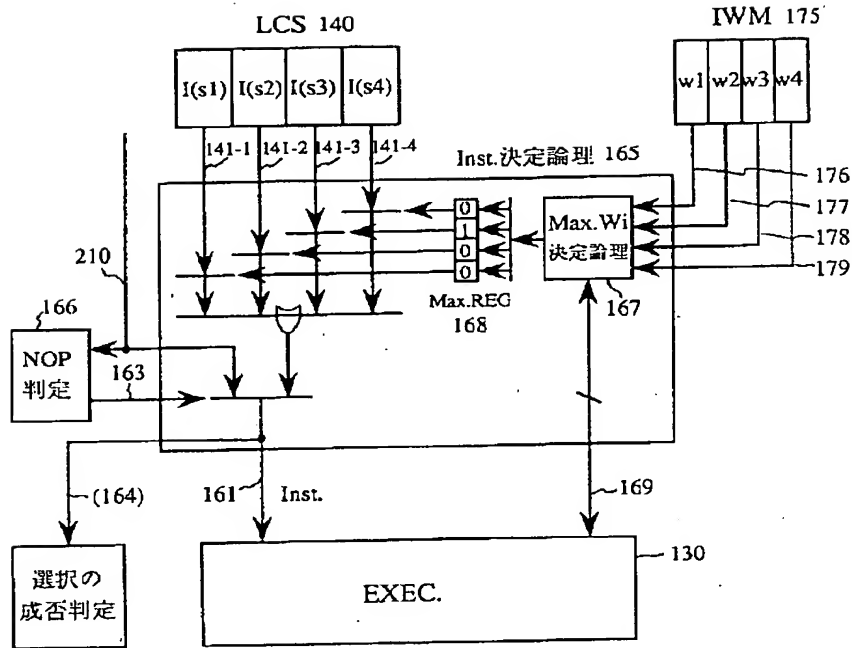 LCS 140
IWM 175
I(s1) I(s2) I(s3) I(s4)
w1 w2 w3 w4
141-1 141-2 141-3 141-4
Inst.決定論理 165
176
177
178
179
0
1
0
0
Max.Wi
決定論理
167
Max.REG
168
210
166
NOP
判定
163
(164)
161
Inst.
169
130
選択の
成否判定
EXEC.